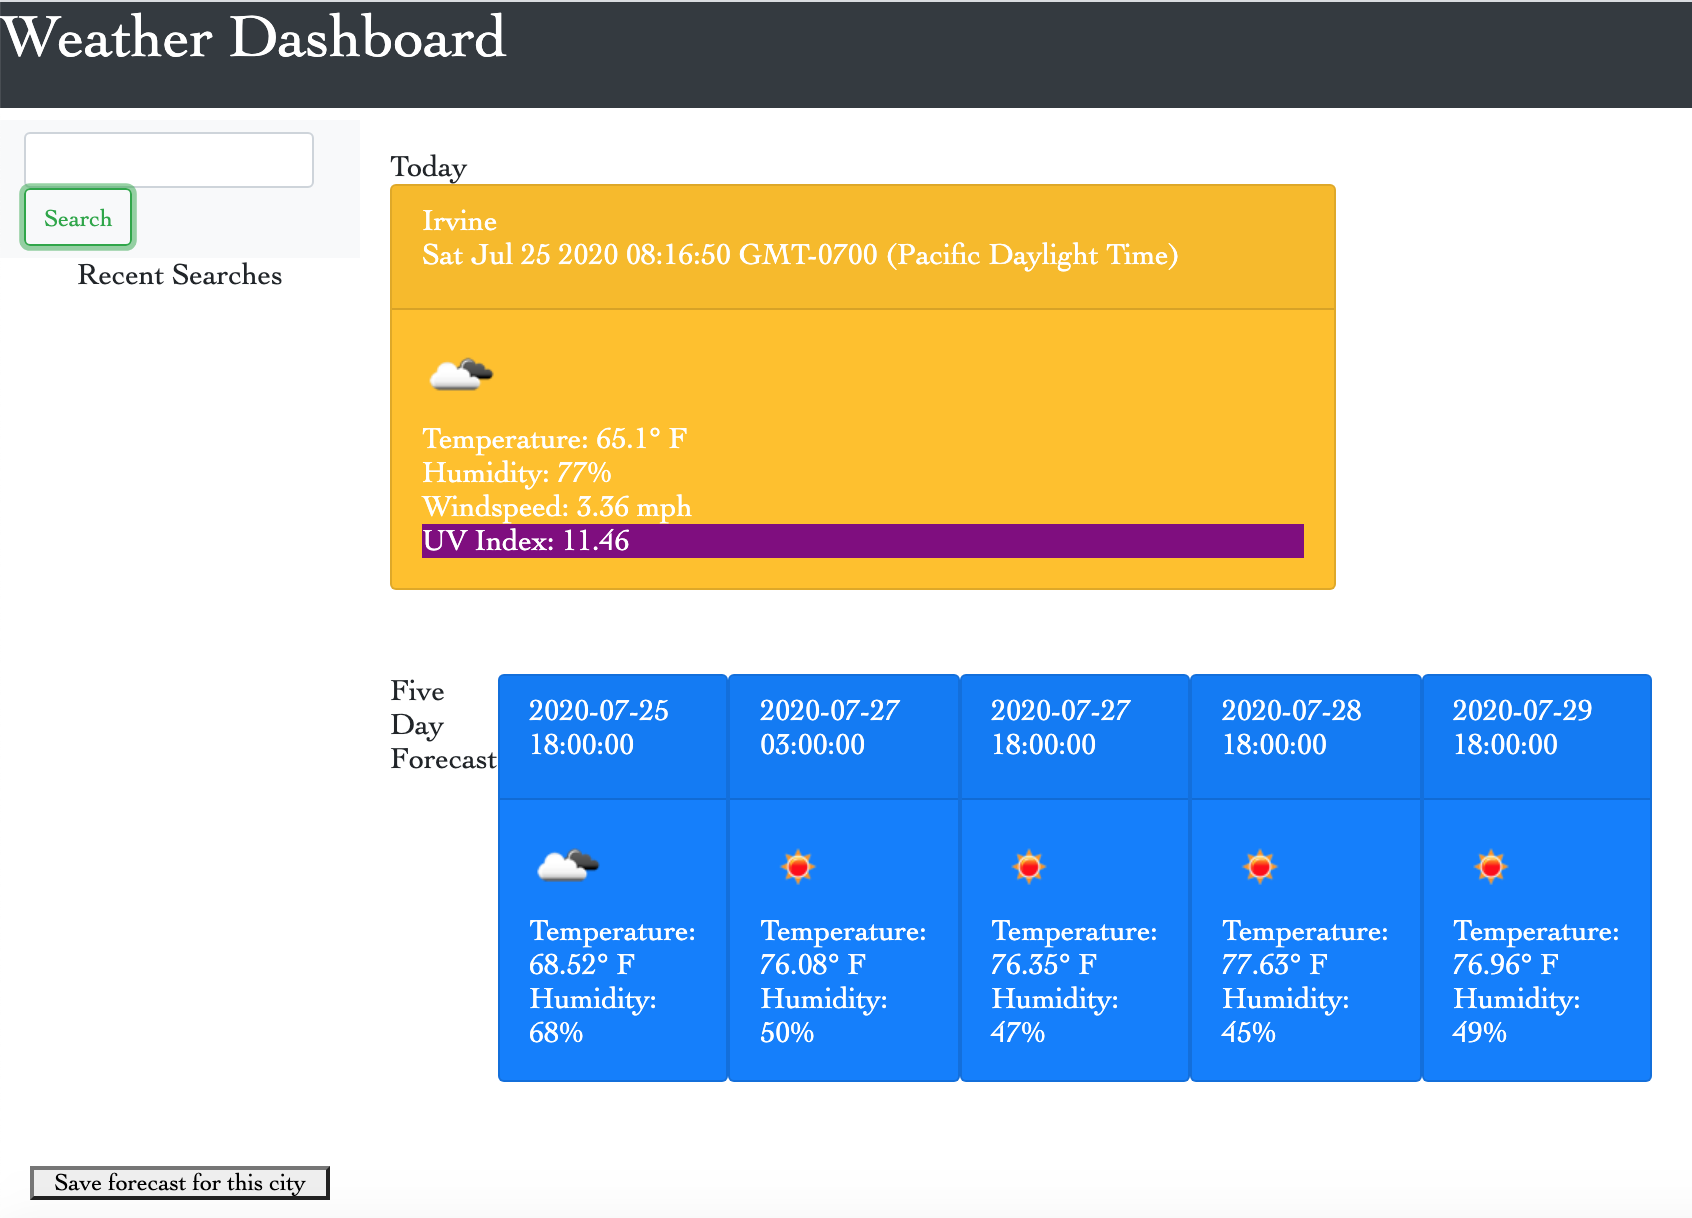 Weather Dashboard
Search
Recent Searches
Today
Irvine
Sat Jul 25 2020 08:16:50 GMT-0700 (Pacific Daylight Time)
Temperature: 65.1° F
Humidity: 77%
Windspeed: 3.36 mph
UV Index: 11.46
Five
Day
Forecast
2020-07-25
18:00:00
Temperature:
68.52° F
Humidity:
68%
2020-07-27
03:00:00
Temperature:
76.08° F
Humidity:
50%
2020-07-27
18:00:00
Temperature:
76.35° F
Humidity:
47%
2020-07-28
18:00:00
Temperature:
77.63° F
Humidity:
45%
2020-07-29
18:00:00
Temperature:
76.96° F
Humidity:
49%
Save forecast for this city